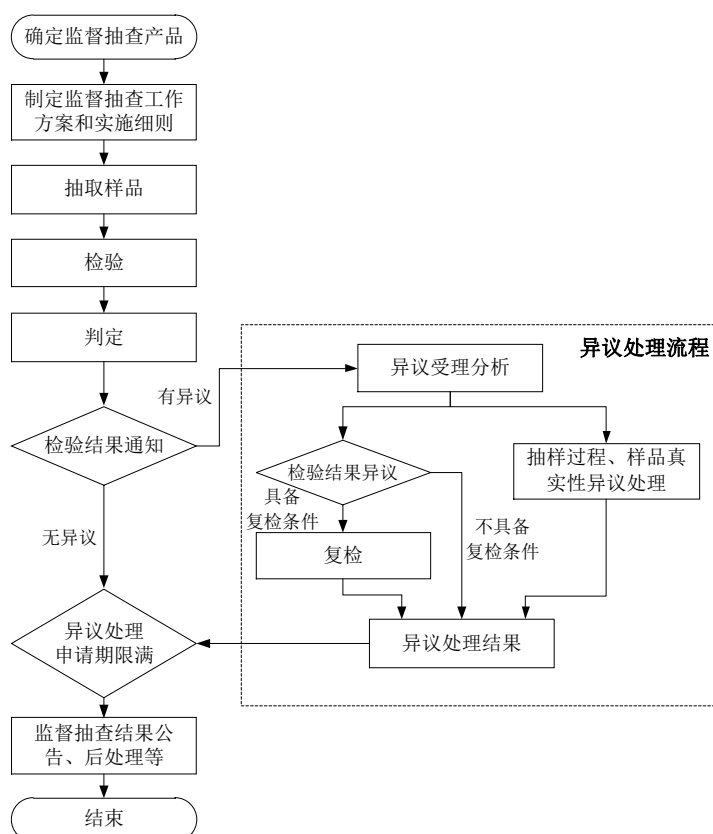 确定监督抽查产品
制定监督抽查工作
方案和实施细则
抽取样品
检验
判定
检验结果通知
有异议
无异议
异议处理流程
异议受理分析
检验结果异议
抽样过程、样品真
实性异议处理
具备
复检条件
不具备
复检条件
复检
异议处理结果
异议处理
申请期限满
监督抽查结果公
告、后处理等
结束